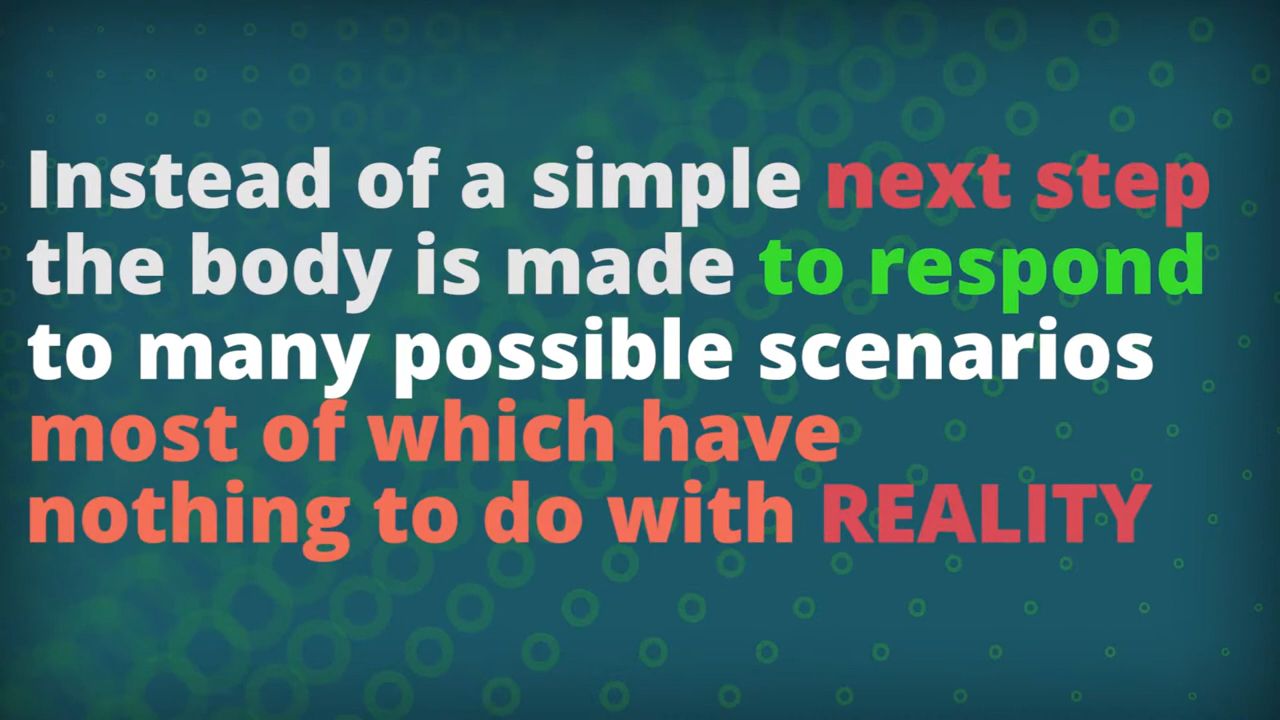 Instead of a simple next step
the body is made to respond
to many possible scenarios
most of which have
nothing to do with REALITY